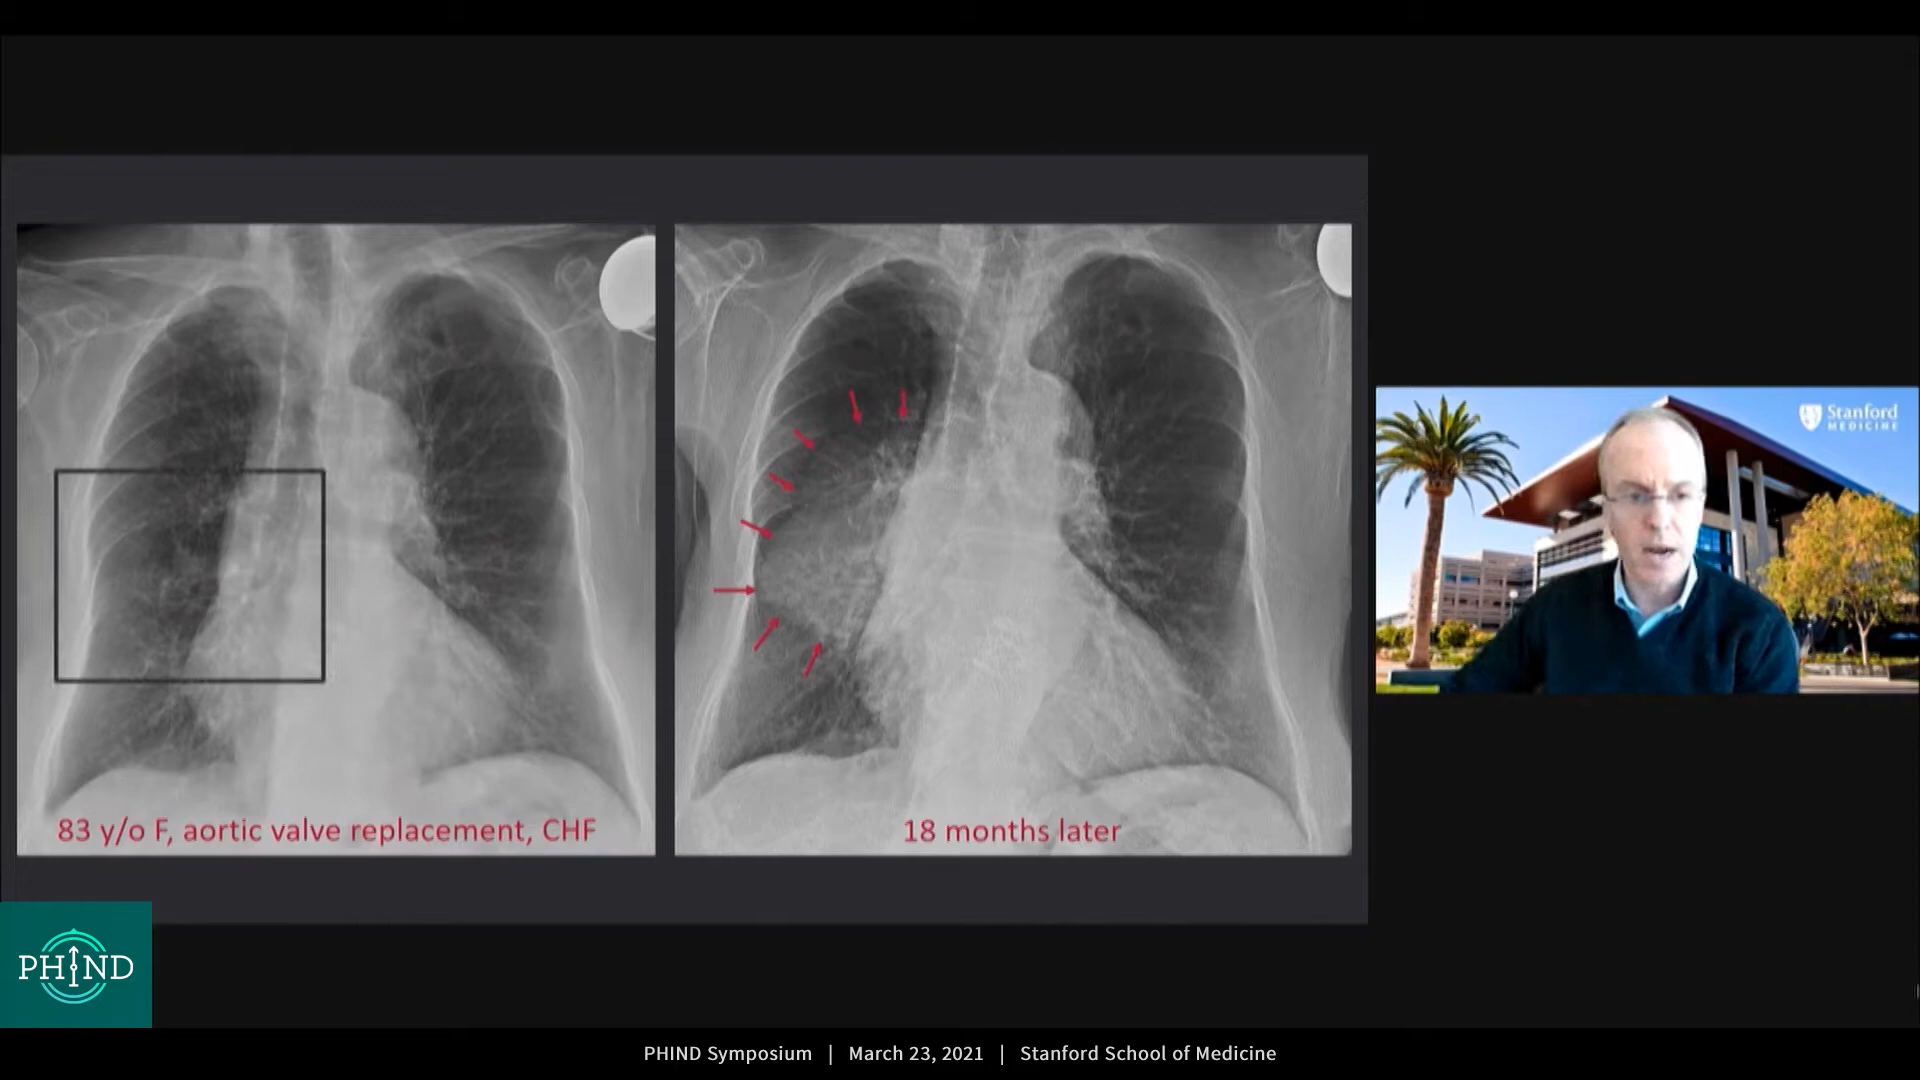 Stanford
MEDICINE
83 y/o F, aortic valve replacement, CHF
18 months later
PHIND
PHIND Symposium | March 23, 2021 | Stanford School of Medicine